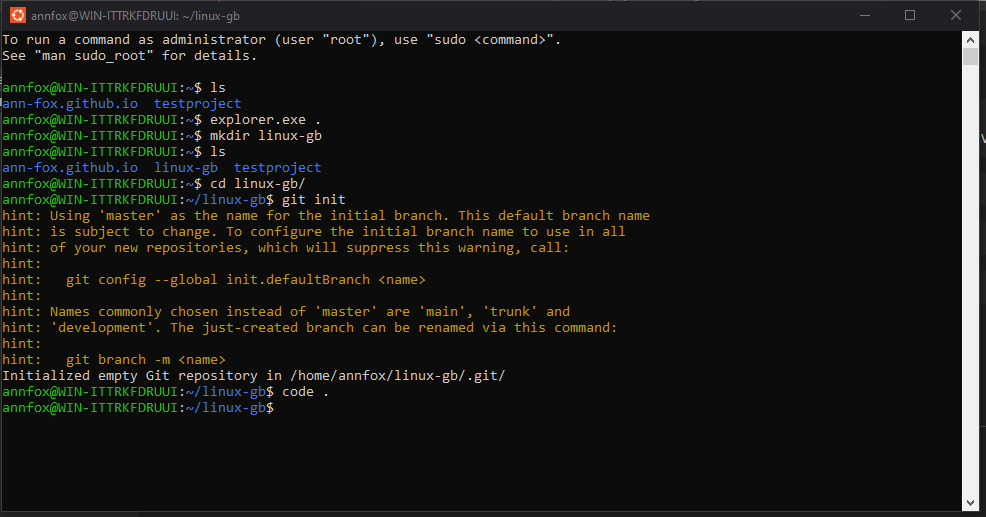 annfox@WIN-ITTRKFDRUUI: ~/linux-gb
To run a command as administrator (user "root"), use "sudo <command>".
See "man sudo_root" for details.
annfox@WIN-ITTRKFDRUUI:~$ ls
ann-fox.github.io  testproject
annfox@WIN-ITTRKFDRUUI:~$ explorer.exe .
annfox@WIN-ITTRKFDRUUI:~$ mkdir linux-gb
annfox@WIN-ITTRKFDRUUI:~$ ls
ann-fox.github.io  linux-gb  testproject
annfox@WIN-ITTRKFDRUUI:~$ cd linux-gb/
annfox@WIN-ITTRKFDRUUI:~/linux-gb$ git init
hint: Using 'master' as the name for the initial branch. This default branch name
hint: is subject to change. To configure the initial branch name to use in all
hint: of your new repositories, which will suppress this warning, call:
hint:
hint:   git config --global init.defaultBranch <name>
hint:
hint: Names commonly chosen instead of 'master' are 'main', 'trunk' and
hint: 'development'. The just-created branch can be renamed via this command:
hint:
hint:   git branch -m <name>
Initialized empty Git repository in /home/annfox/linux-gb/.git/
annfox@WIN-ITTRKFDRUUI:~/linux-gb$ code .
annfox@WIN-ITTRKFDRUUI:~/linux-gb$